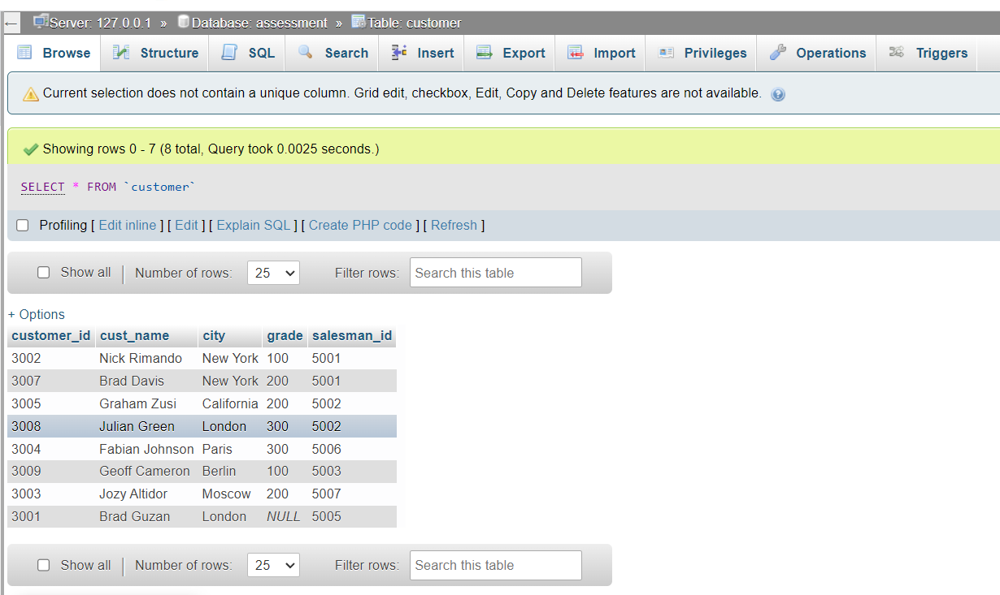 ← Server: 127.0.0.1 » Database: assessment » Table: customer
Browse Structure SQL Search Insert Export Import Privileges Operations Triggers
Current selection does not contain a unique column. Grid edit, checkbox, Edit, Copy and Delete features are not available.
Showing rows 0 - 7 (8 total, Query took 0.0025 seconds.)
SELECT * FROM `customer`
Profiling [ Edit inline ] [ Edit ] [ Explain SQL ] [ Create PHP code ] [ Refresh ]
Show all | Number of rows: 25 Filter rows: Search this table
+ Options
customer_id cust_name city grade salesman_id
3002 Nick Rimando New York 100 5001
3007 Brad Davis New York 200 5001
3005 Graham Zusi California 200 5002
3008 Julian Green London 300 5002
3004 Fabian Johnson Paris 300 5006
3009 Geoff Cameron Berlin 100 5003
3003 Jozy Altidor Moscow 200 5007
3001 Brad Guzan London NULL 5005
Show all | Number of rows: 25 Filter rows: Search this table